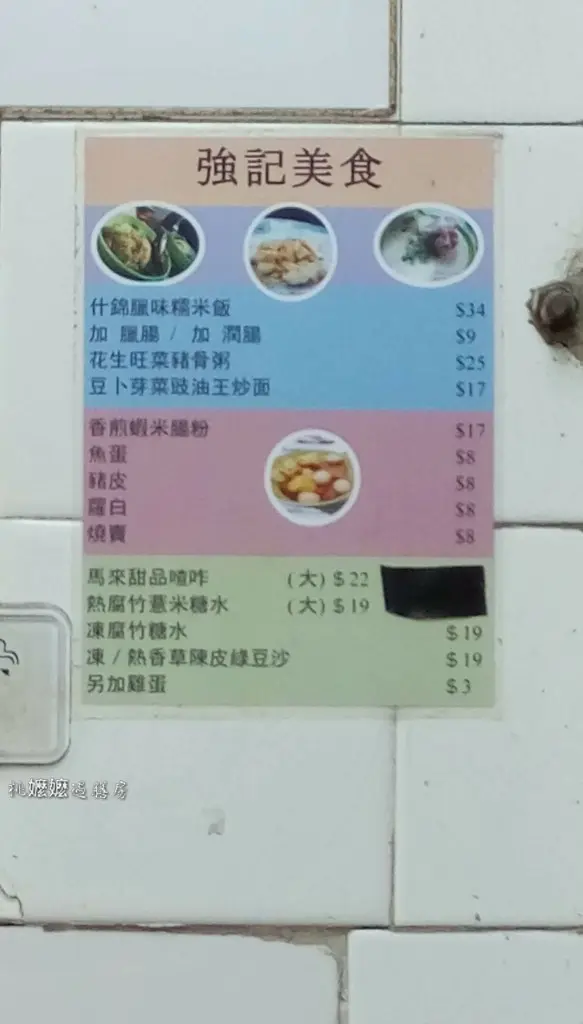 強記美食
什錦臘味糯米飯 $34
加 臘腸 / 加 潤腸 $9
花生旺菜豬骨粥 $25
豆卜芽菜豉油王炒面 $17
香煎蝦米腸粉 $17
魚蛋 $8
豬皮 $8
蘿白 $8
燒賣 $8
馬來甜品喳咋 (大) $22
熱腐竹薏米糖水 (大) $19
凍腐竹糖水 $19
凍 / 熱香草陳皮綠豆沙 $19
另加雞蛋 $3
桃嬤嬤